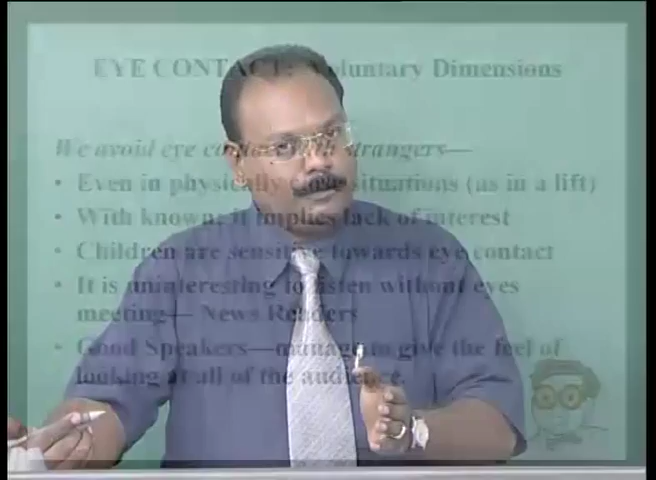 EYE CONTACT: Voluntary Dimensions
We avoid eye contact with strangers—
• Even in physically close situations (as in a lift)
• With known: it implies lack of interest
• Children are sensitive towards eye contact
• It is uninteresting to listen without eyes
meeting— News Readers
• Good Speakers—manage to give the feel of
looking at all of the audience.